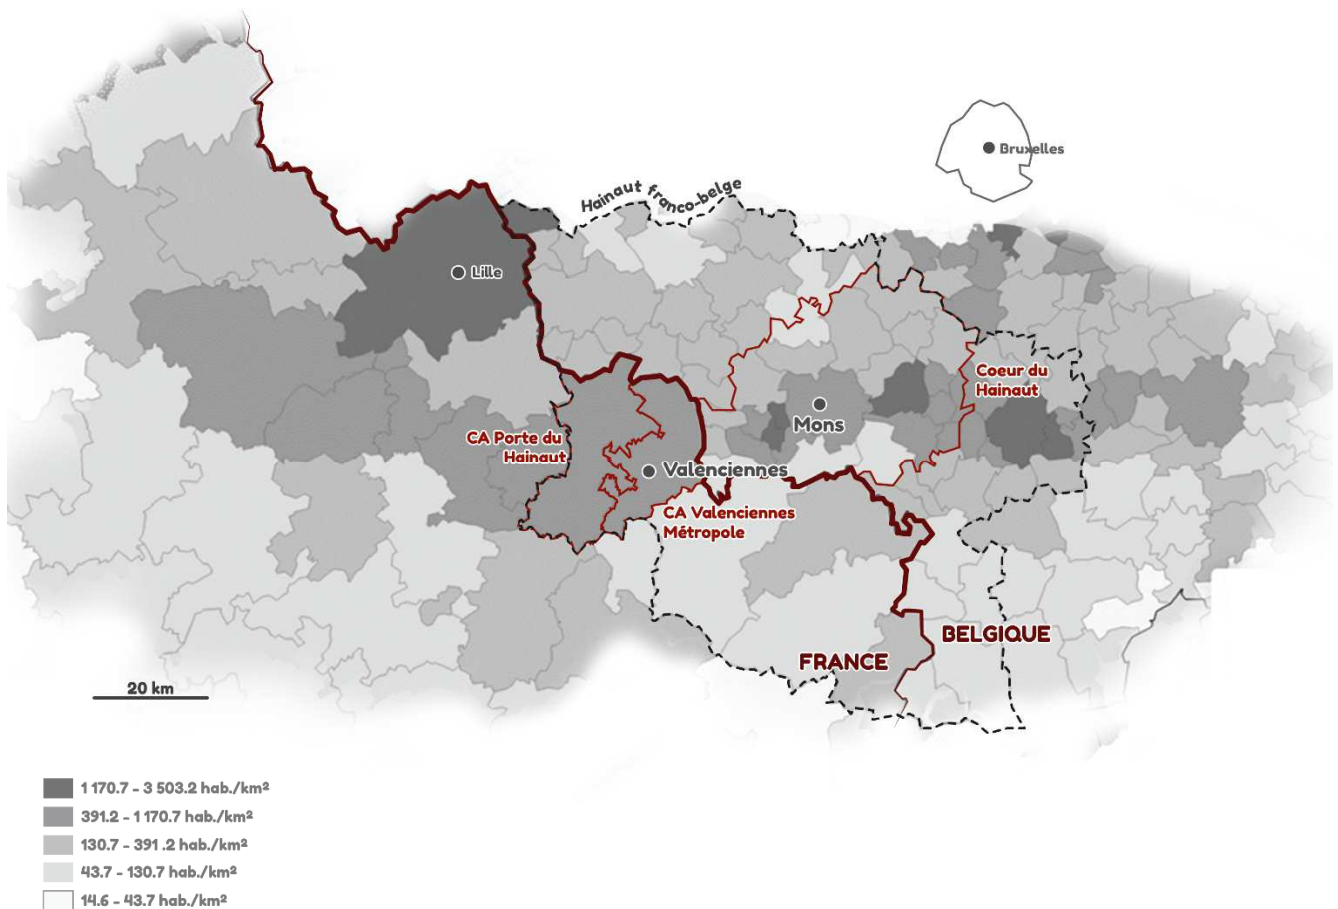 Bruxelles
Hainaut franco-belge
Lille
Coeur du
Hainaut
Mons
CA Porte du
Hainaut
Valenciennes
CA Valenciennes
Métropole
BELGIQUE
FRANCE
20 km
1 170.7 - 3 503.2 hab./km²
391.2 - 1 170.7 hab./km²
130.7 - 391 .2 hab./km²
43.7 - 130.7 hab./km²
14.6 - 43.7 hab./km²